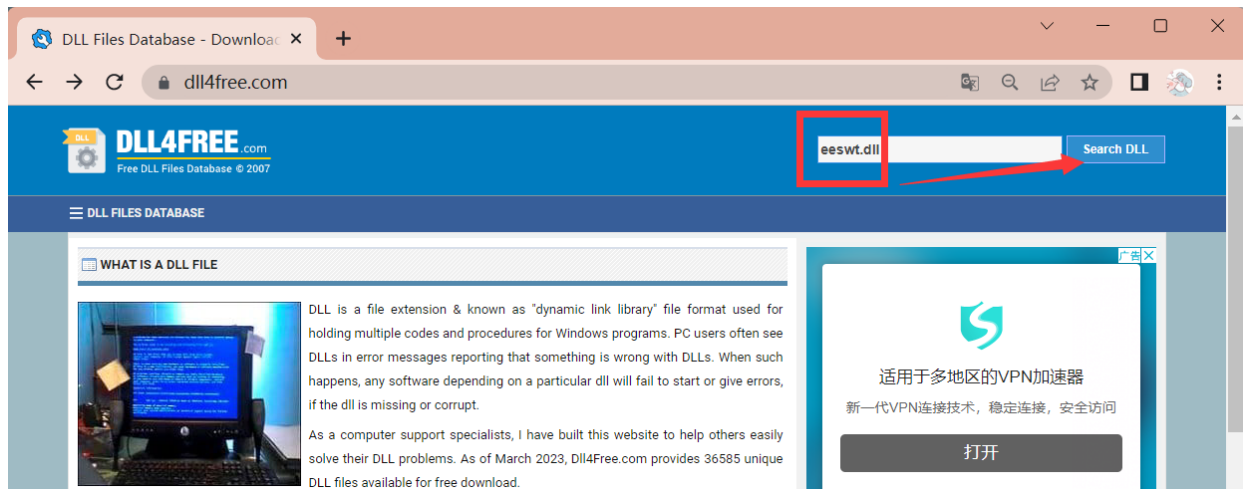 DLL Files Database - Downloac
dll4free.com
DLL
DLL4FREE.com
Free DLL Files Database © 2007
eeswt.dll
Search DLL
DLL FILES DATABASE
WHAT IS A DLL FILE
DLL is a file extension & known as "dynamic link library" file format used for
holding multiple codes and procedures for Windows programs. PC users often see
DLLs in error messages reporting that something is wrong with DLLs. When such
happens, any software depending on a particular dll will fail to start or give errors,
if the dll is missing or corrupt.
As a computer support specialists, I have built this website to help others easily
solve their DLL problems. As of March 2023, Dll4Free.com provides 36585 unique
DLL files available for free download.
广告
适用于多地区的VPN加速器
新一代VPN连接技术，稳定连接，安全访问
打开